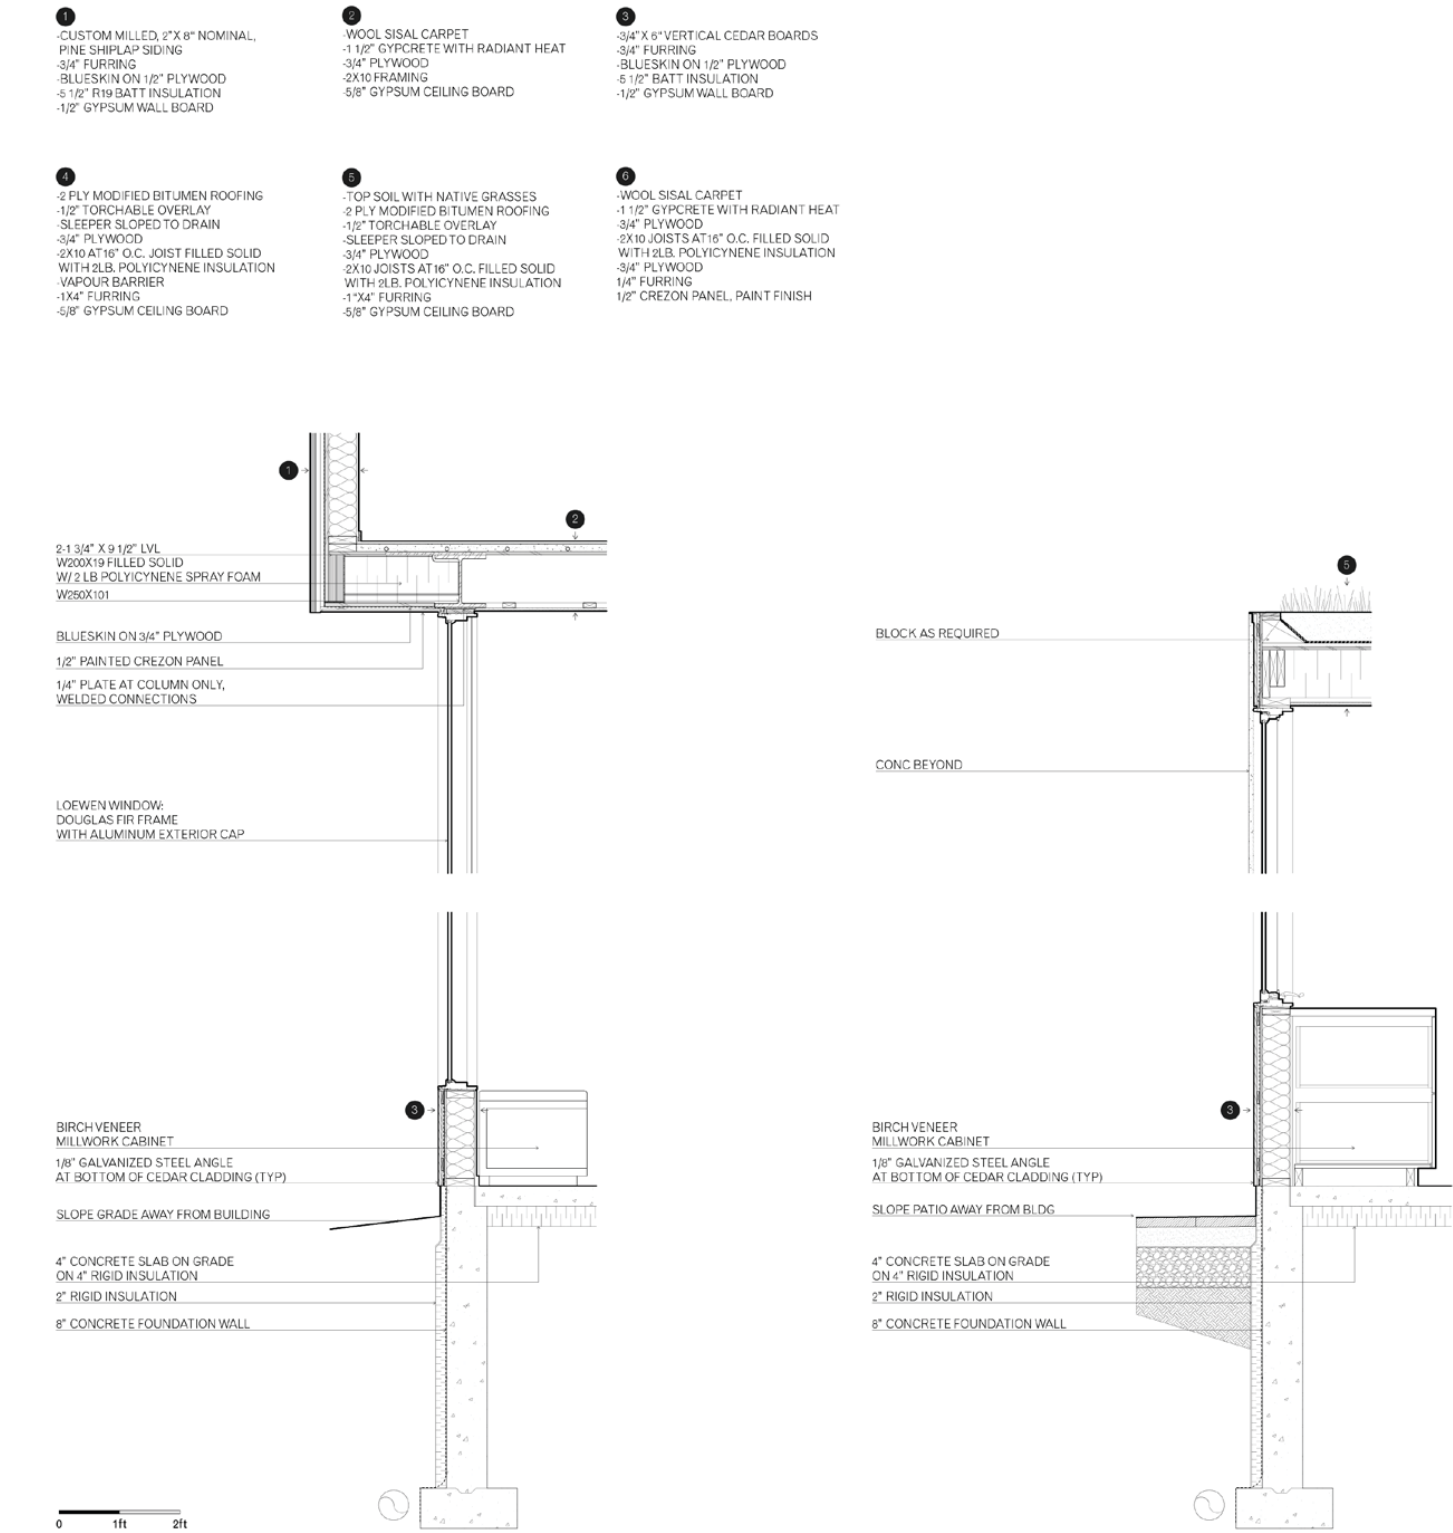 1
-CUSTOM MILLED, 2"X 8" NOMINAL,
PINE SHIPLAP SIDING
-3/4" FURRING
-BLUESKIN ON 1/2" PLYWOOD
-5 1/2" R19 BATT INSULATION
-1/2" GYPSUM WALL BOARD
2
-WOOL SISAL CARPET
-1 1/2" GYPCRETE WITH RADIANT HEAT
-3/4" PLYWOOD
-2X10 FRAMING
-5/8" GYPSUM CEILING BOARD
3
-3/4"X 6" VERTICAL CEDAR BOARDS
-3/4" FURRING
-BLUESKIN ON 1/2" PLYWOOD
-5 1/2" BATT INSULATION
-1/2" GYPSUM WALL BOARD
4
-2 PLY MODIFIED BITUMEN ROOFING
-1/2" TORCHABLE OVERLAY
-SLEEPER SLOPED TO DRAIN
-3/4" PLYWOOD
-2X10 AT 16" O.C. JOIST FILLED SOLID
WITH 2LB. POLYICYNENE INSULATION
-VAPOUR BARRIER
-1X4" FURRING
-5/8" GYPSUM CEILING BOARD
5
-TOP SOIL WITH NATIVE GRASSES
-2 PLY MODIFIED BITUMEN ROOFING
-1/2" TORCHABLE OVERLAY
-SLEEPER SLOPED TO DRAIN
-3/4" PLYWOOD
-2X10 JOISTS AT 16" O.C. FILLED SOLID
WITH 2LB. POLYICYNENE INSULATION
-1"X4" FURRING
-5/8" GYPSUM CEILING BOARD
6
-WOOL SISAL CARPET
-1 1/2" GYPCRETE WITH RADIANT HEAT
-3/4" PLYWOOD
-2X10 JOISTS AT 16" O.C. FILLED SOLID
WITH 2LB. POLYICYNENE INSULATION
-3/4" PLYWOOD
1/4" FURRING
1/2" CREZON PANEL, PAINT FINISH
1
2
2-1 3/4" X 9 1/2" LVL
W200X19 FILLED SOLID
W/ 2 LB POLYICYNENE SPRAY FOAM
W250X101
BLUESKIN ON 3/4" PLYWOOD
1/2" PAINTED CREZON PANEL
1/4" PLATE AT COLUMN ONLY,
WELDED CONNECTIONS
LOEWEN WINDOW:
DOUGLAS FIR FRAME
WITH ALUMINUM EXTERIOR CAP
5
BLOCK AS REQUIRED
CONC BEYOND
3
BIRCH VENEER
MILLWORK CABINET
1/8" GALVANIZED STEEL ANGLE
AT BOTTOM OF CEDAR CLADDING (TYP)
SLOPE GRADE AWAY FROM BUILDING
4" CONCRETE SLAB ON GRADE
ON 4" RIGID INSULATION
2" RIGID INSULATION
8" CONCRETE FOUNDATION WALL
3
BIRCH VENEER
MILLWORK CABINET
1/8" GALVANIZED STEEL ANGLE
AT BOTTOM OF CEDAR CLADDING (TYP)
SLOPE PATIO AWAY FROM BLDG
4" CONCRETE SLAB ON GRADE
ON 4" RIGID INSULATION
2" RIGID INSULATION
8" CONCRETE FOUNDATION WALL
0 1ft 2ft